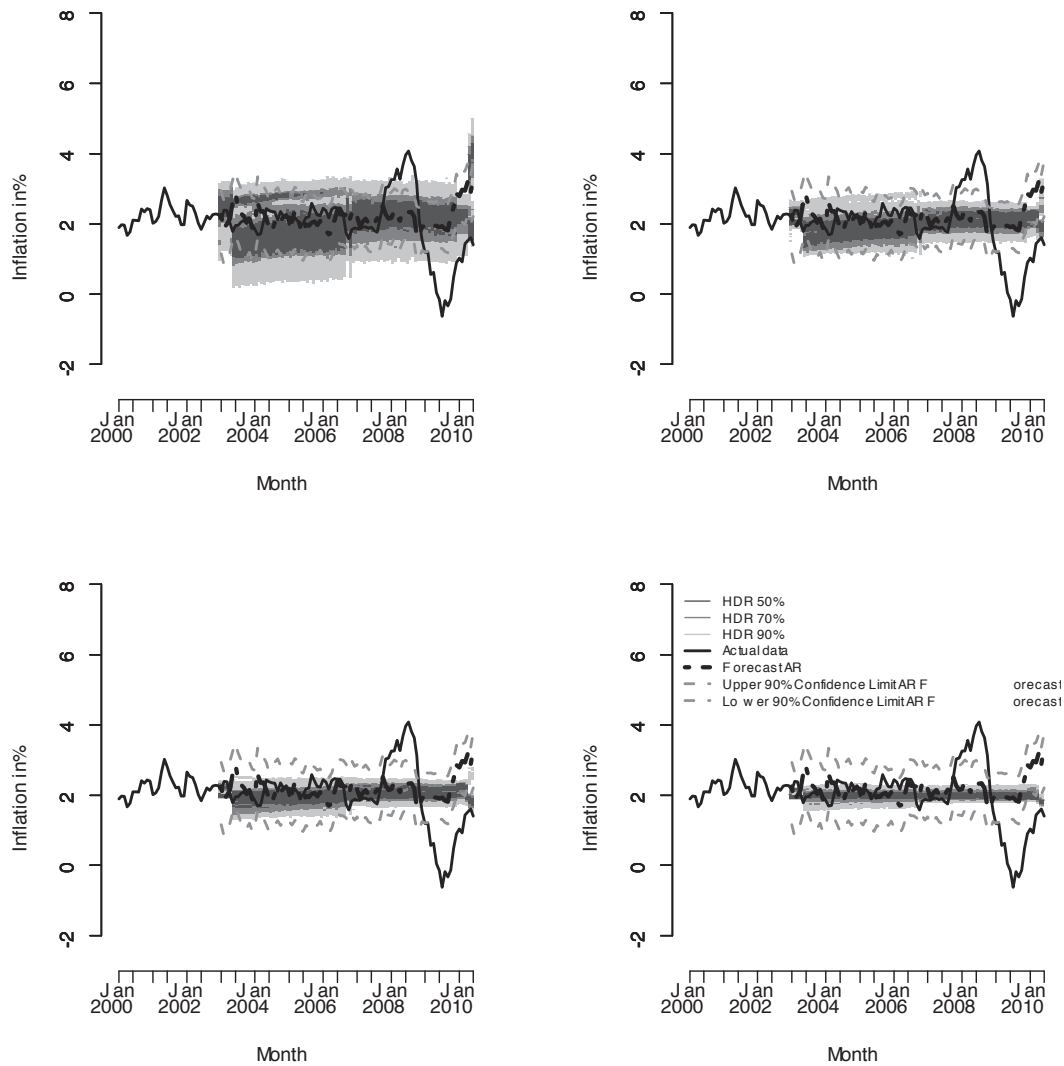 8
6
4
2
0
-2
Inflation in%
Jan 2000
Jan 2002
Jan 2004
Jan 2006
Jan 2008
Jan 2010
Month
8
6
4
2
0
-2
Inflation in%
Jan 2000
Jan 2002
Jan 2004
Jan 2006
Jan 2008
Jan 2010
Month
8
6
4
2
0
-2
Inflation in%
Jan 2000
Jan 2002
Jan 2004
Jan 2006
Jan 2008
Jan 2010
Month
8
6
4
2
0
-2
Inflation in%
HDR 50%
HDR 70%
HDR 90%
Actual data
Forecast AR
Upper 90% Confidence Limit AR F orecast
Lower 90% Confidence Limit AR F orecast
Jan 2000
Jan 2002
Jan 2004
Jan 2006
Jan 2008
Jan 2010
Month